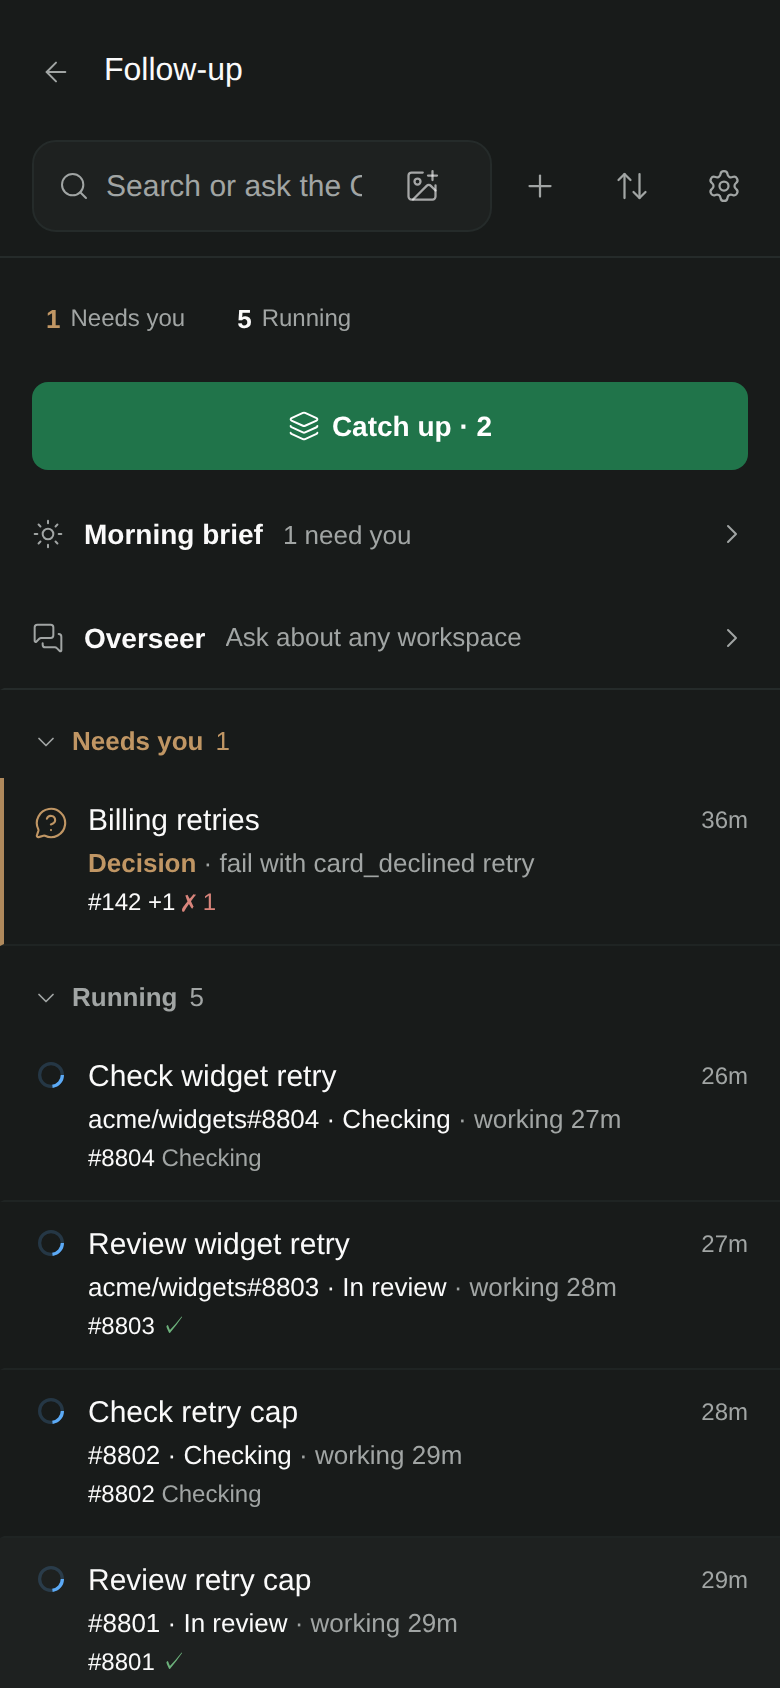 Follow-up
Search or ask the
1 Needs you 5 Running
Catch up · 2
Morning brief 1 need you
Overseer Ask about any workspace
Needs you 1
Billing retries 36m
Decision · fail with card_declined retry
#142 +1 ✗ 1
Running 5
Check widget retry 26m
acme/widgets#8804 · Checking · working 27m
#8804 Checking
Review widget retry 27m
acme/widgets#8803 · In review · working 28m
#8803 ✓
Check retry cap 28m
#8802 · Checking · working 29m
#8802 Checking
Review retry cap 29m
#8801 · In review · working 29m
#8801 ✓